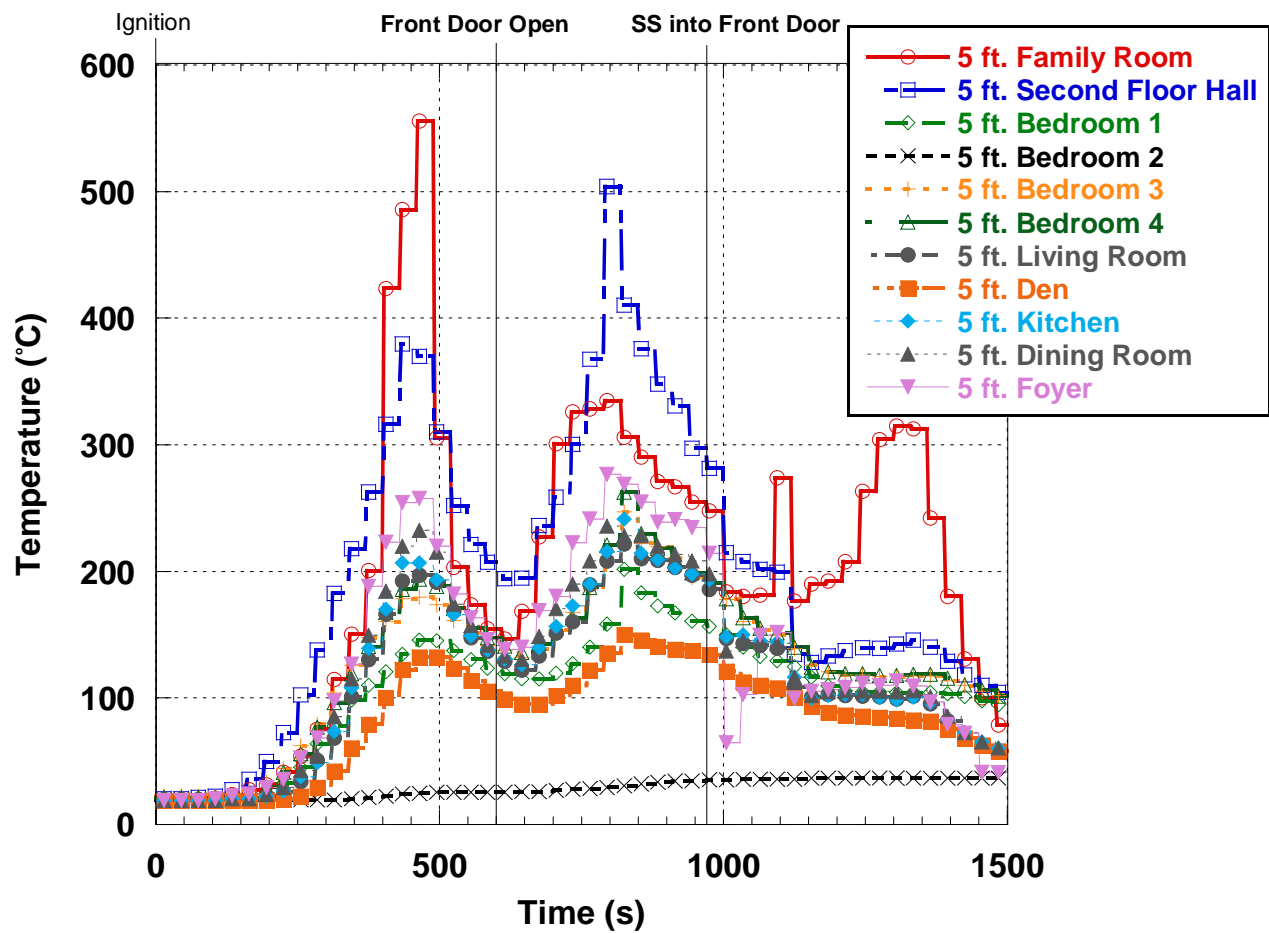 Ignition
Front Door Open
SS into Front Door
5 ft. Family Room
5 ft. Second Floor Hall
5 ft. Bedroom 1
5 ft. Bedroom 2
5 ft. Bedroom 3
5 ft. Bedroom 4
5 ft. Living Room
5 ft. Den
5 ft. Kitchen
5 ft. Dining Room
5 ft. Foyer
600
500
400
300
200
100
0
Temperature (°C)
0
500
1000
1500
Time (s)